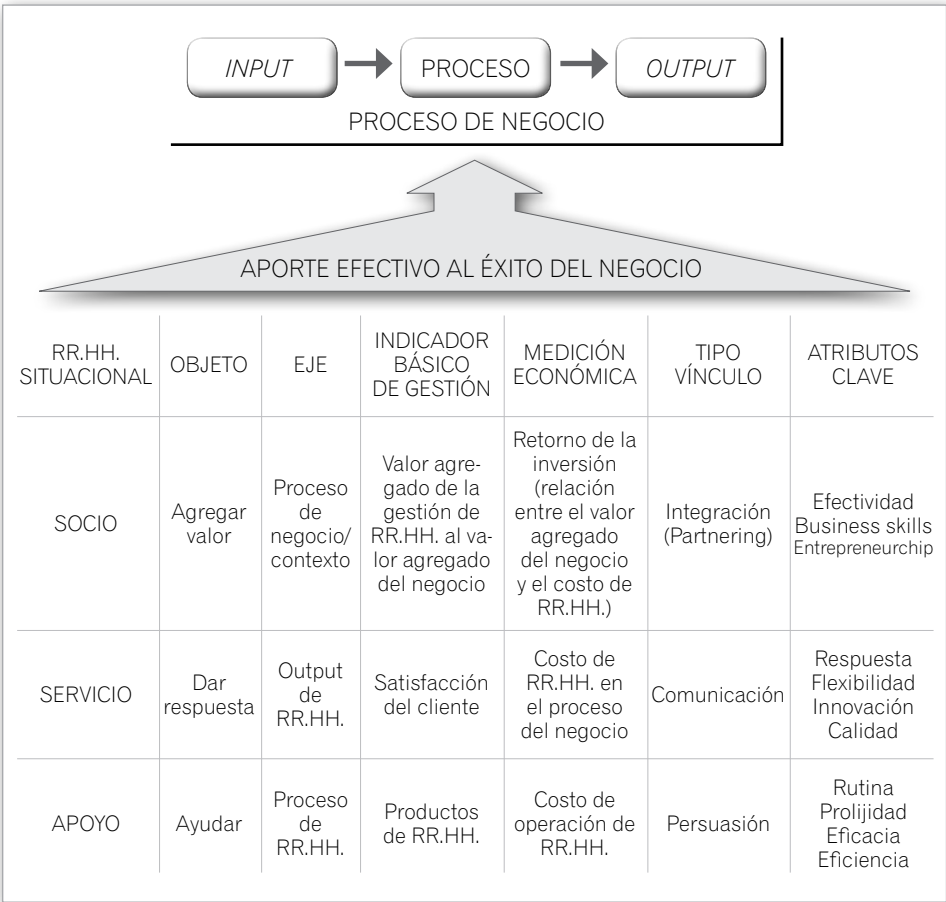 INPUT
PROCESO
OUTPUT
PROCESO DE NEGOCIO
APORTE EFECTIVO AL ÉXITO DEL NEGOCIO
RR.HH.
SITUACIONAL
OBJETO
EJE
INDICADOR
BÁSICO
DE GESTIÓN
MEDICIÓN
ECONÓMICA
TIPO
VÍNCULO
ATRIBUTOS
CLAVE
SOCIO
Agregar
valor
Proceso
de
negocio/
contexto
Valor agre-
gado de la
gestión de
RR.HH. al va-
lor agregado
del negocio
Retorno de la
inversión
(relación
entre el valor
agregado
del negocio
y el costo de
RR.HH.)
Integración
(Partnering)
Efectividad
Business skills
Entrepreneurchip
SERVICIO
Dar
respuesta
Output
de
RR.HH.
Satisfacción
del cliente
Costo de
RR.HH. en
el proceso
del negocio
Comunicación
Respuesta
Flexibilidad
Innovación
Calidad
APOYO
Ayudar
Proceso
de
RR.HH.
Productos
de RR.HH.
Costo de
operación de
RR.HH.
Persuasión
Rutina
Prolijidad
Eficacia
Eficiencia